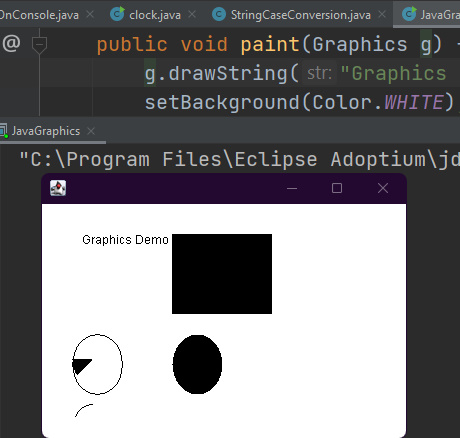 OnConsole.java clock.java StringCaseConversion.java JavaGra
@ public void paint(Graphics g)
g.drawString( str: "Graphics
setBackground(Color.WHITE)
JavaGraphics
"C:\Program Files\Eclipse Adoptium\jd
Graphics Demo